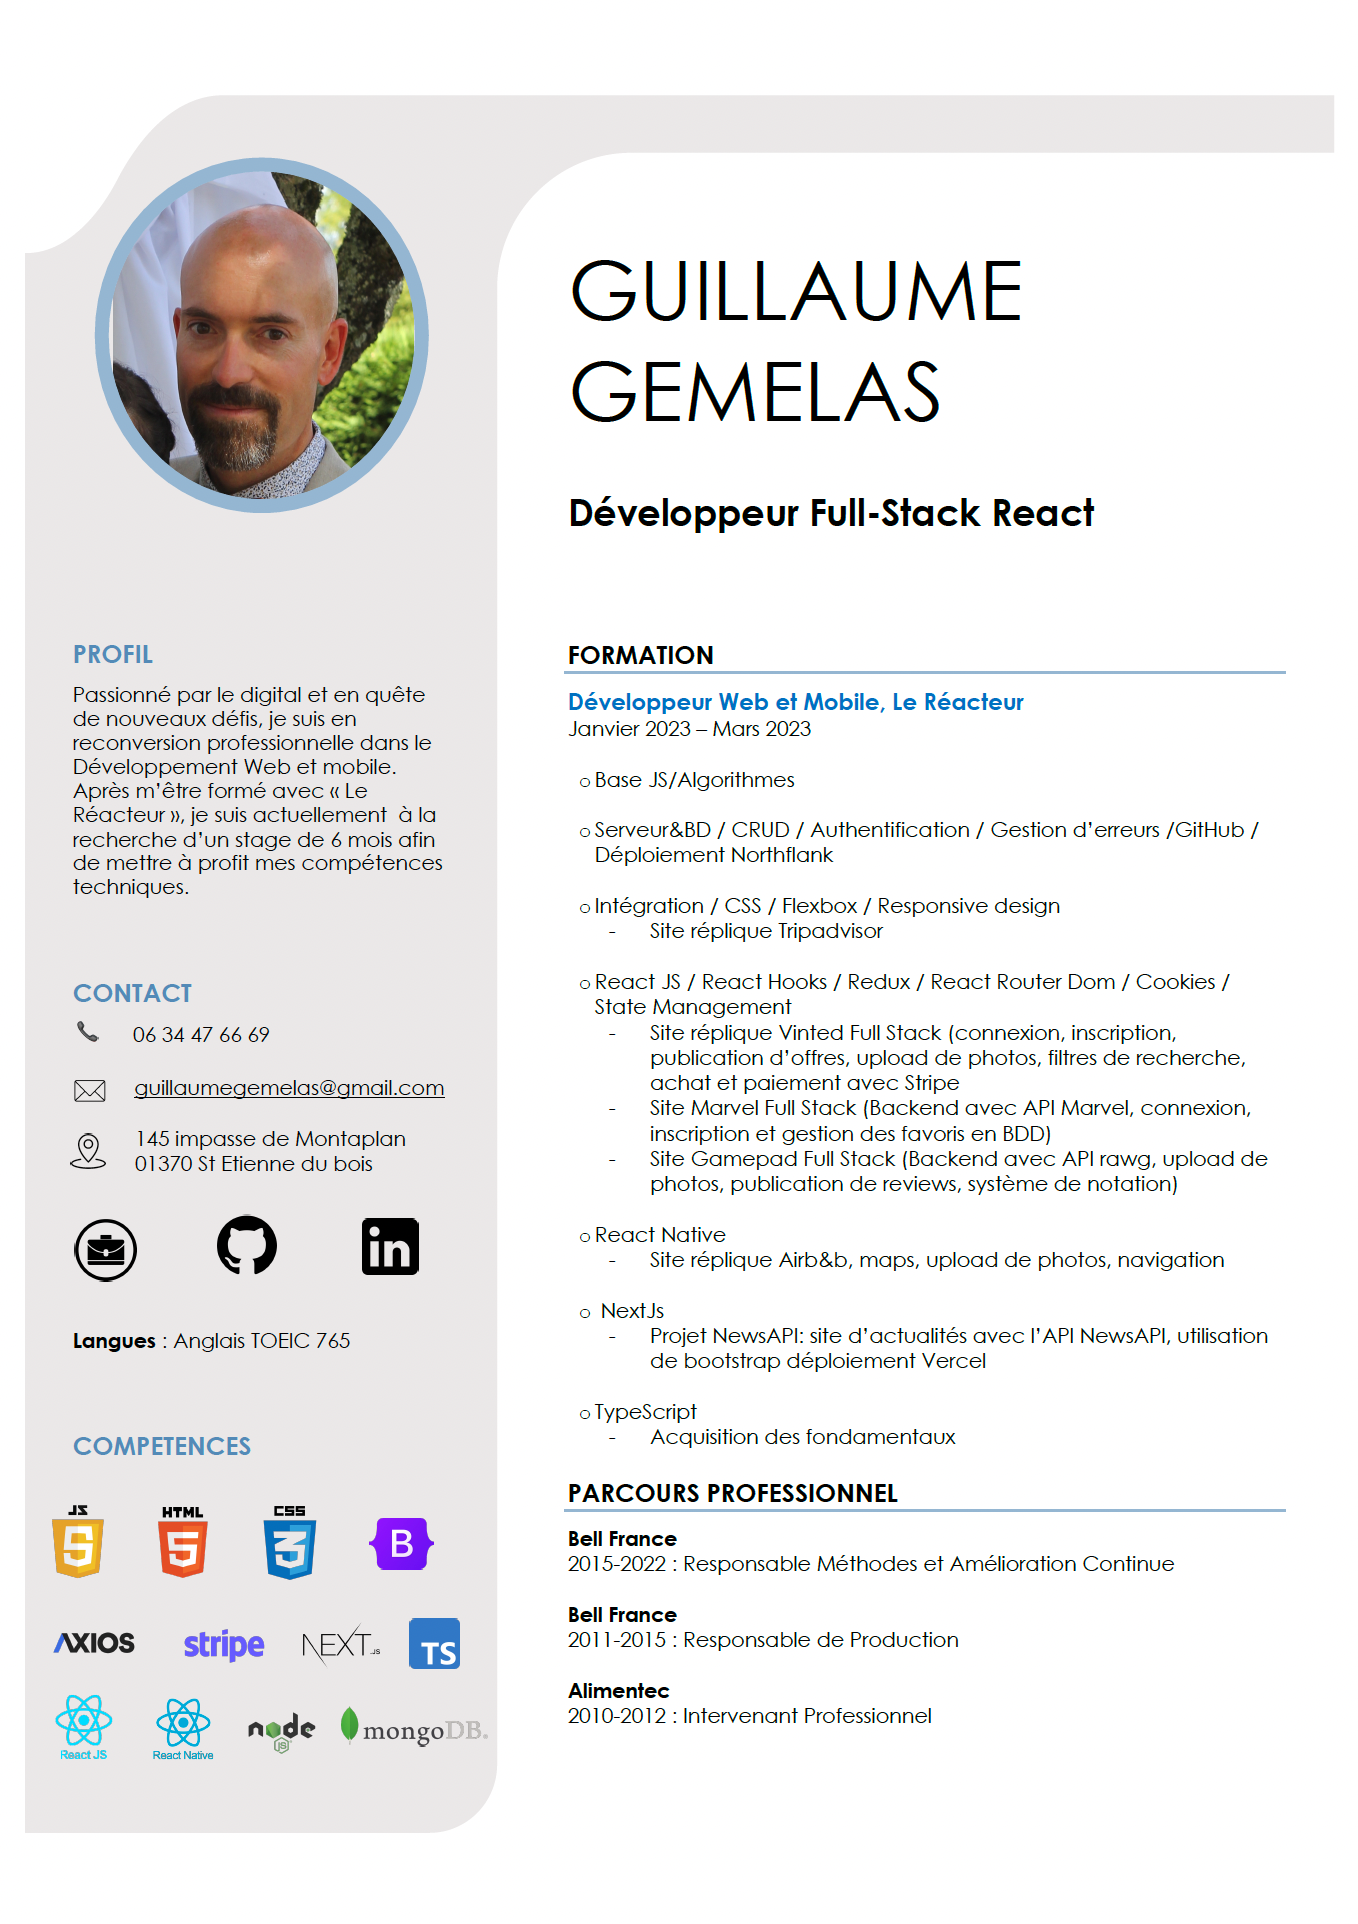 GUILLAUME
GEMELAS
Développeur Full-Stack React
PROFIL
Passionné par le digital et en quête
de nouveaux défis, je suis en
reconversion professionnelle dans le
Développement Web et mobile.
Après m’être formé avec « Le
Réacteur », je suis actuellement  à la
recherche d’un stage de 6 mois afin
de mettre à profit mes compétences
techniques.
CONTACT
06 34 47 66 69
guillaumegemelas@gmail.com
145 impasse de Montaplan
01370 St Etienne du bois
in
Langues : Anglais TOEIC 765
COMPETENCES
JS
5
HTML
5
CSS
3
B
AXIOS
stripe
NEXT.JS
TS
React JS
React Native
node
JS
mongoDB.
FORMATION
Développeur Web et Mobile, Le Réacteur
Janvier 2023 – Mars 2023
o Base JS/Algorithmes
o Serveur&BD / CRUD / Authentification / Gestion d’erreurs /GitHub /
Déploiement Northflank
o Intégration / CSS / Flexbox / Responsive design
- Site réplique Tripadvisor
o React JS / React Hooks / Redux / React Router Dom / Cookies /
State Management
- Site réplique Vinted Full Stack (connexion, inscription,
publication d’offres, upload de photos, filtres de recherche,
achat et paiement avec Stripe
- Site Marvel Full Stack (Backend avec API Marvel, connexion,
inscription et gestion des favoris en BDD)
- Site Gamepad Full Stack (Backend avec API rawg, upload de
photos, publication de reviews, système de notation)
o React Native
- Site réplique Airb&b, maps, upload de photos, navigation
o NextJs
- Projet NewsAPI: site d’actualités avec l’API NewsAPI, utilisation
de bootstrap déploiement Vercel
o TypeScript
- Acquisition des fondamentaux
PARCOURS PROFESSIONNEL
Bell France
2015-2022 : Responsable Méthodes et Amélioration Continue
Bell France
2011-2015 : Responsable de Production
Alimentec
2010-2012 : Intervenant Professionnel